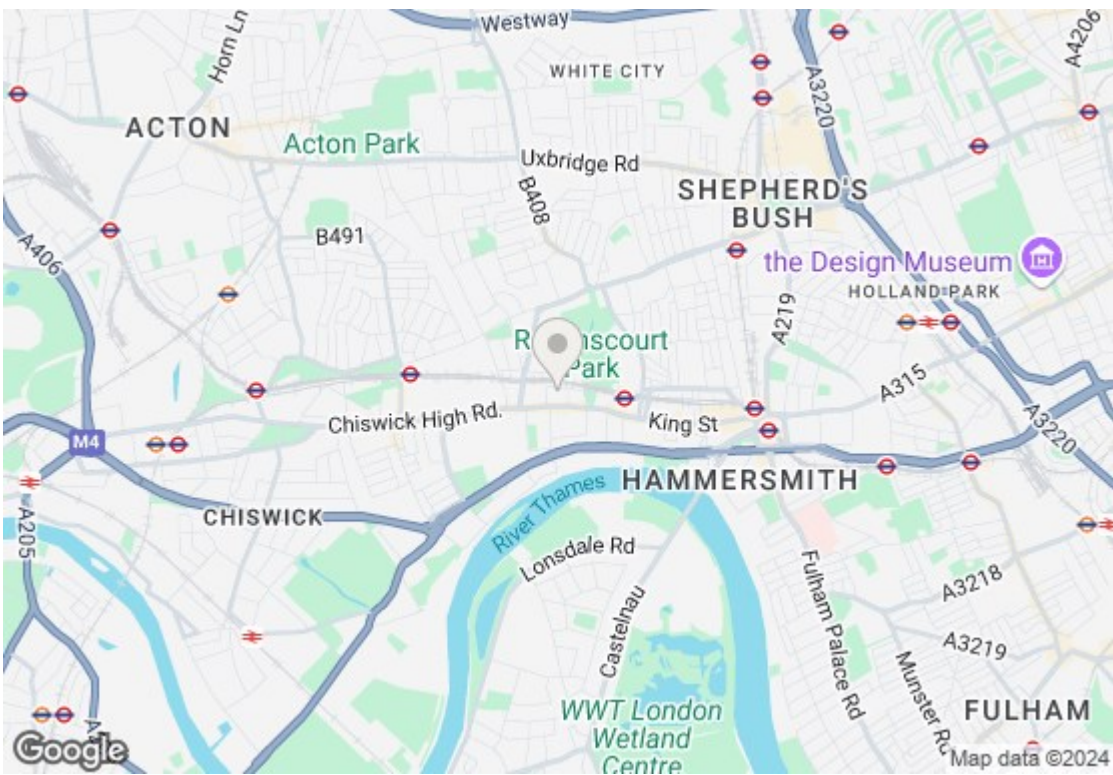 Westway
A4206
Horn Ln
WHITE CITY
A3220
ACTON
Acton Park
Uxbridge Rd
SHEPHERD'S
BUSH
B408
B491
A406
the Design Museum
HOLLAND PARK
A219
Park
A315
Chiswick High Rd.
King St
A3220
M4
HAMMERSMITH
CHISWICK
River Thames
A205
Lonsdale Rd
Fulham Palace Rd
A3218
Castelnau
A3219
Munster Rd
FULHAM
WWT London
Wetland
Centre
Google
Map data ©2024